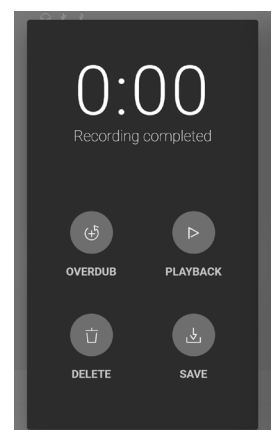 0:00
Recording completed
OVERDUB
PLAYBACK
DELETE
SAVE